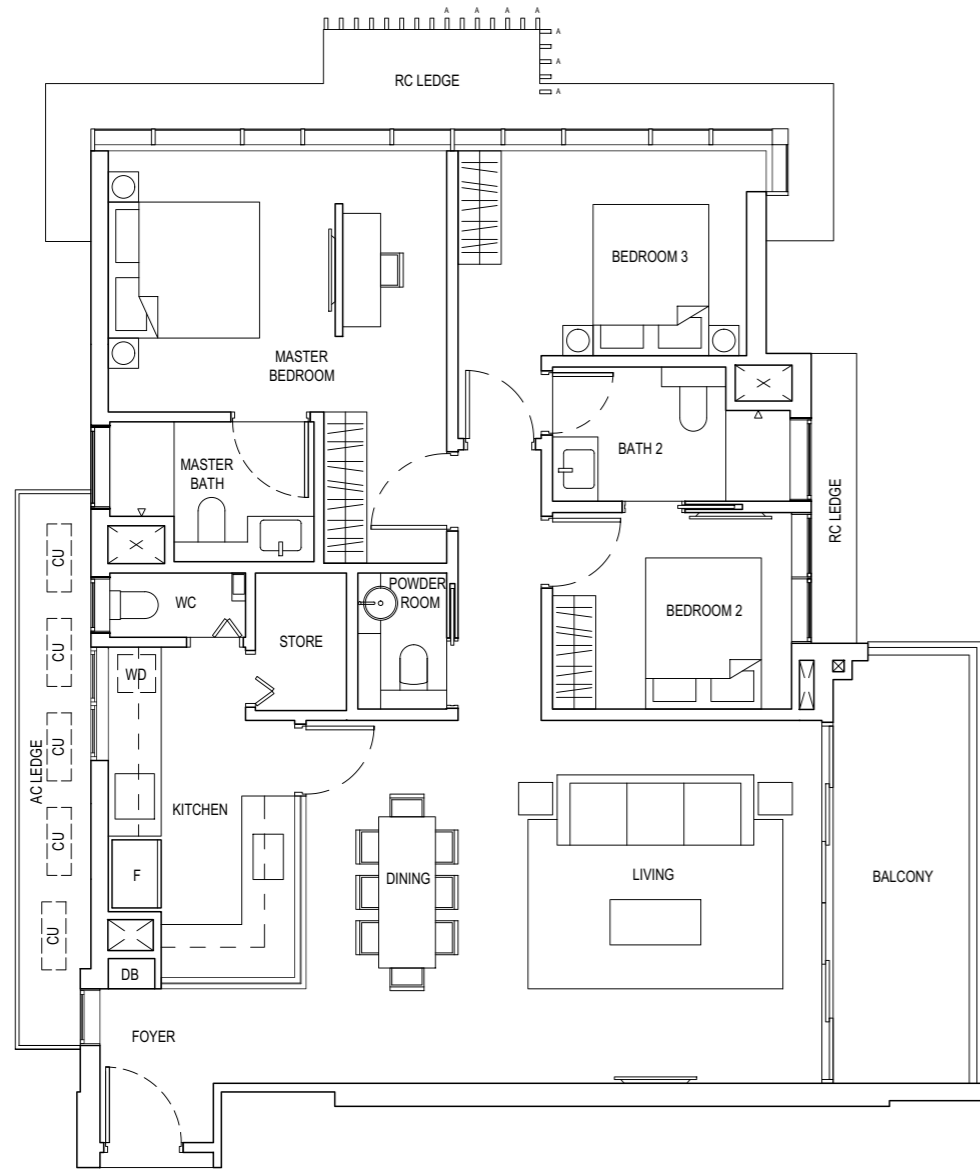 A A A A
A
A
A
RC LEDGE
BEDROOM 3
MASTER
BEDROOM
BATH 2
MASTER
BATH
RC LEDGE
CU
CU
CU
CU
CU
AC LEDGE
WC
POWDER
ROOM
STORE
BEDROOM 2
WD
KITCHEN
F
DINING
LIVING
BALCONY
DB
FOYER